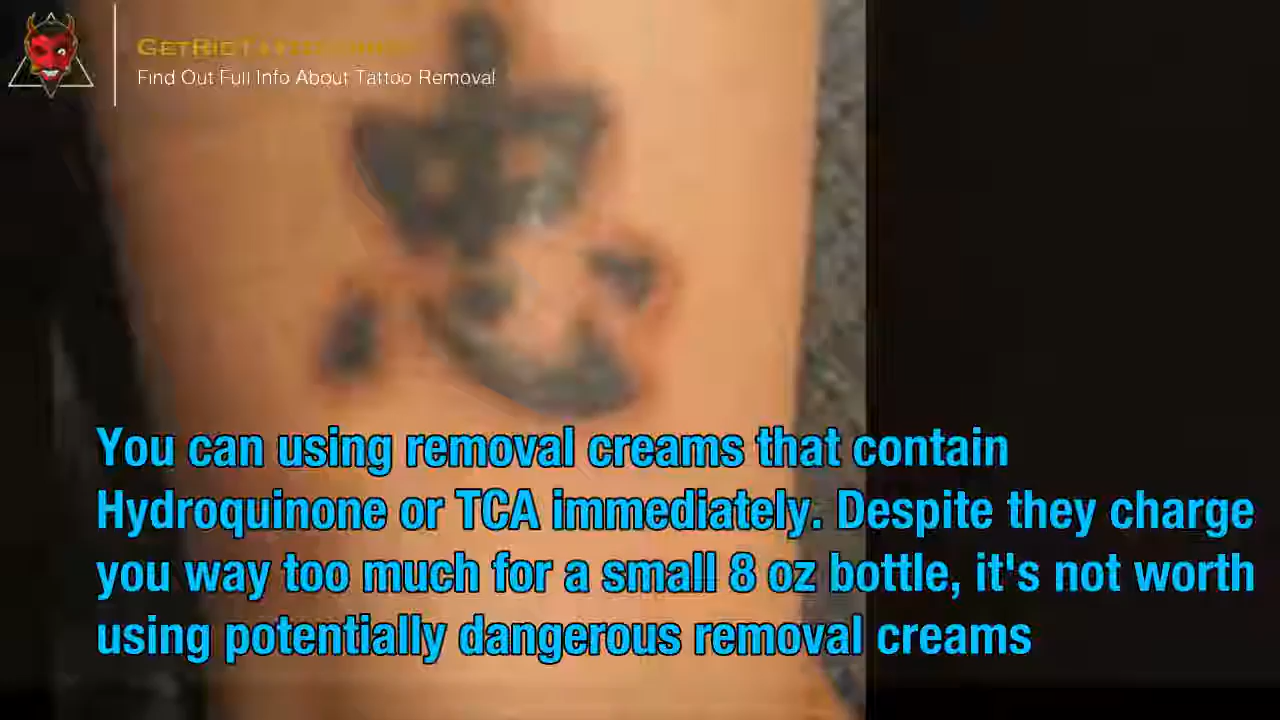 Find Out Full Info About Tattoo Removal
You can using removal creams that contain
Hydroquinone or TCA immediately. Despite they charge
you way too much for a small 8 oz bottle, it's not worth
using potentially dangerous removal creams